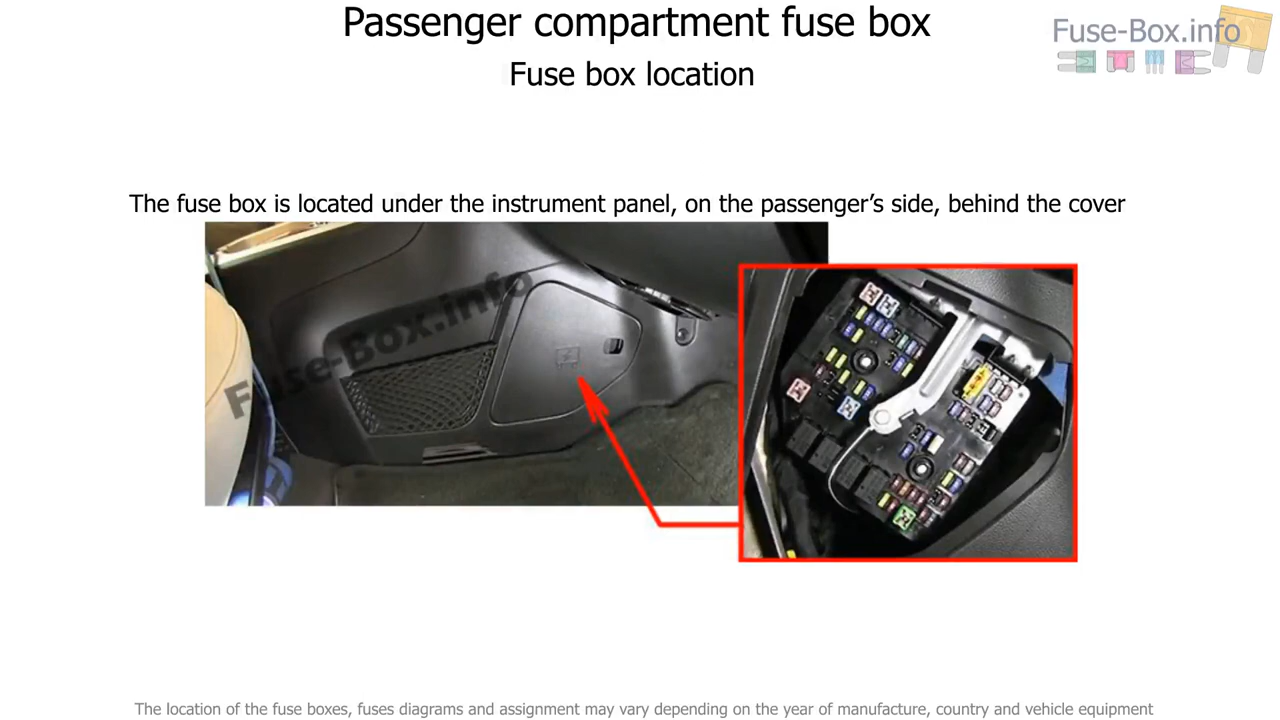 Passenger compartment fuse box
Fuse-Box.info
Fuse box location
The fuse box is located under the instrument panel, on the passenger’s side, behind the cover
Fuse-Box.info
The location of the fuse boxes, fuses diagrams and assignment may vary depending on the year of manufacture, country and vehicle equipment